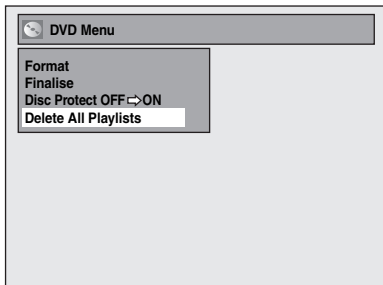 DVD Menu
Format
Finalise
Disc Protect OFF⇨ON
Delete All Playlists